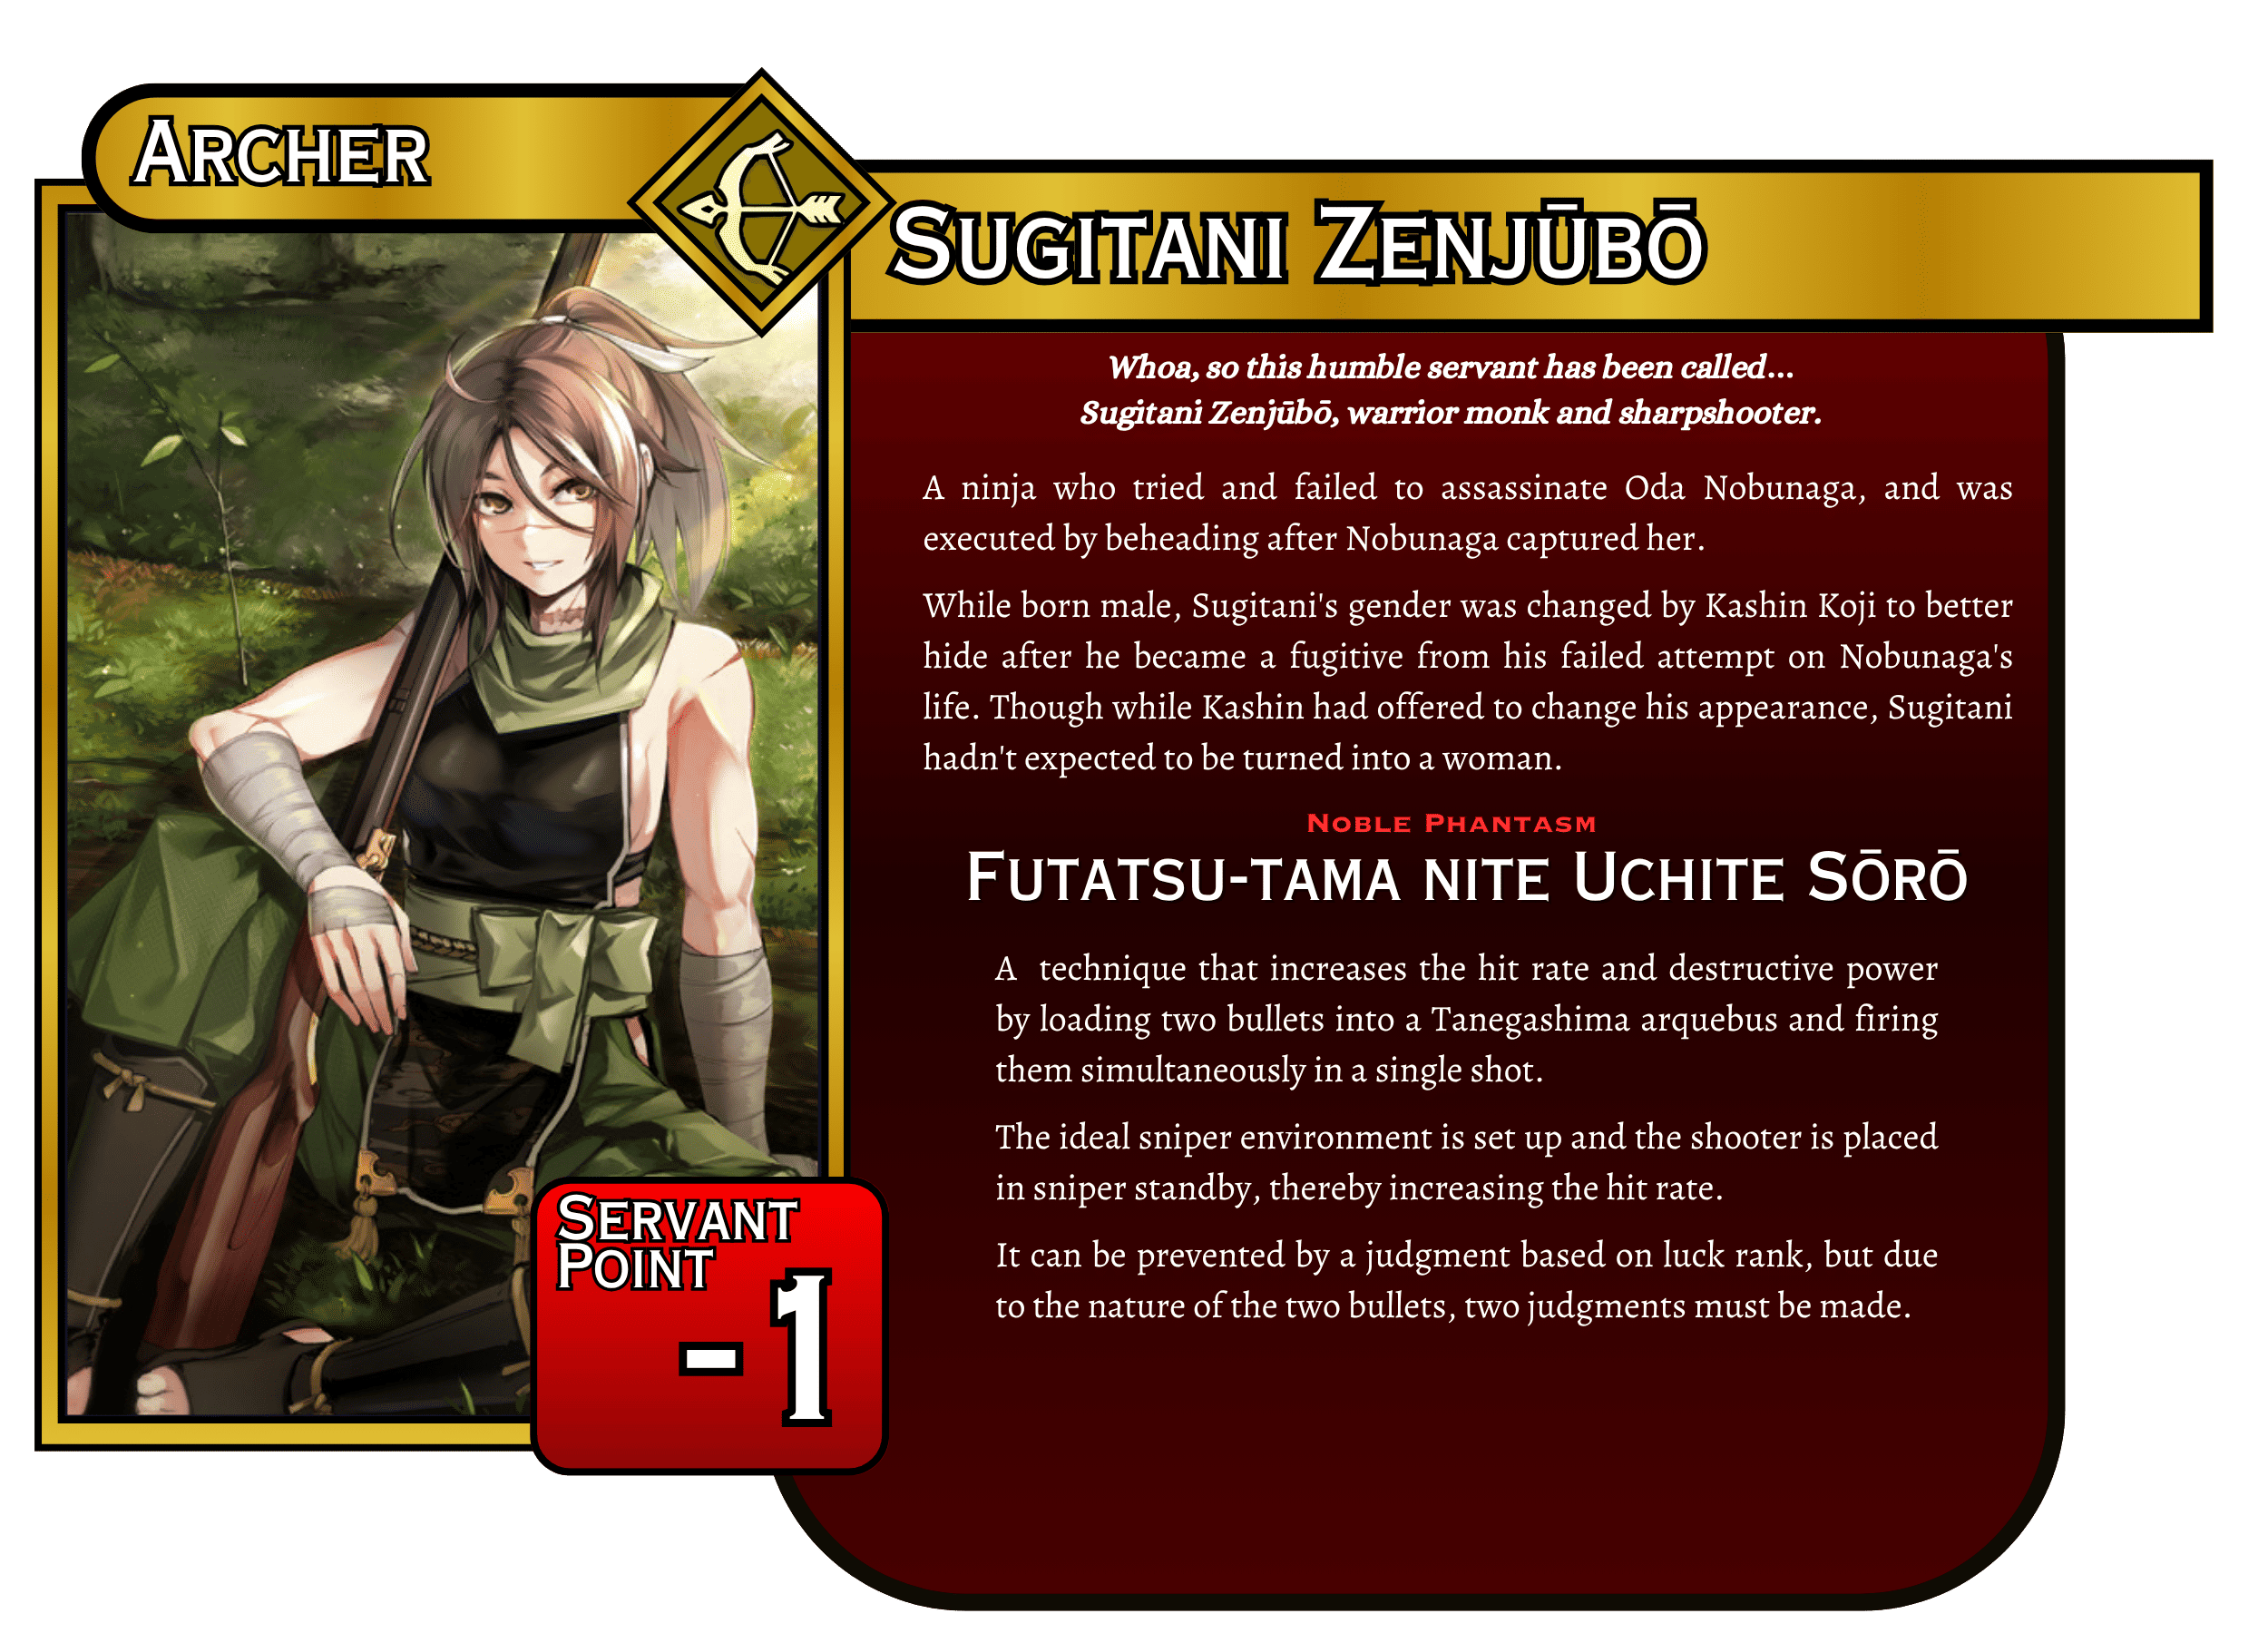 Archer
Sugitani Zenjūbō
Whoa, so this humble servant has been called...
Sugitani Zenjūbō, warrior monk and sharpshooter.
A ninja who tried and failed to assassinate Oda Nobunaga, and was
executed by beheading after Nobunaga captured her.
While born male, Sugitani's gender was changed by Kashin Koji to better
hide after he became a fugitive from his failed attempt on Nobunaga's
life. Though while Kashin had offered to change his appearance, Sugitani
hadn't expected to be turned into a woman.
Noble Phantasm
Futatsu-tama nite Uchite Sōrō
A technique that increases the hit rate and destructive power
by loading two bullets into a Tanegashima arquebus and firing
them simultaneously in a single shot.
The ideal sniper environment is set up and the shooter is placed
in sniper standby, thereby increasing the hit rate.
It can be prevented by a judgment based on luck rank, but due
to the nature of the two bullets, two judgments must be made.
Servant
Point
-1